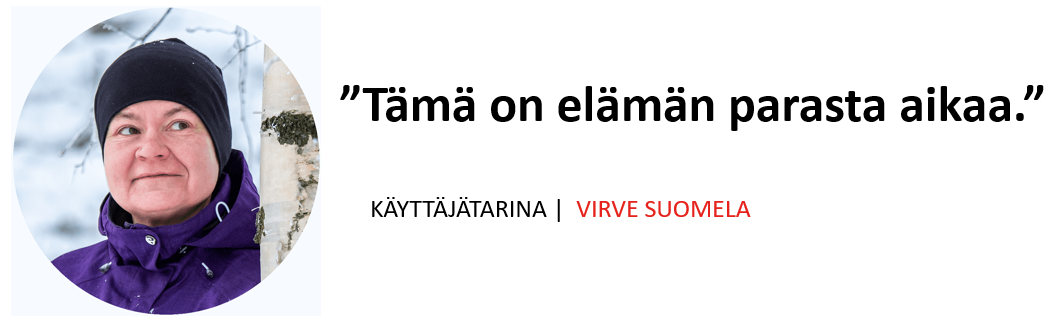 ”Tämä on elämän parasta aikaa.”
KÄYTTÄJÄTARINA | VIRVE SUOMELA